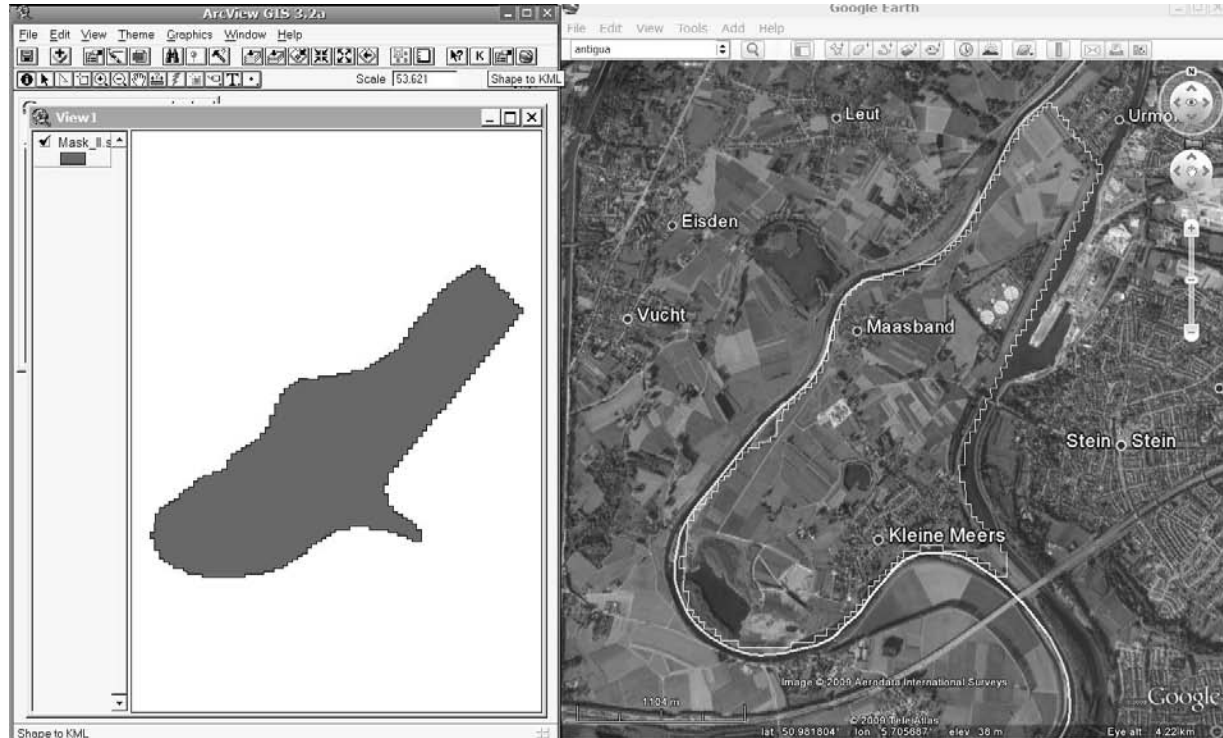 ArcView GIS 3.2a
File Edit View Theme Graphics Window Help
Scale 53.621
Shape to KML
View1
Mask_II.s
Shape to KML
Google Earth
File Edit View Tools Add Help
antigua
N
Leut
Urmo
Eisden
Vucht
Maasband
Stein Stein
Kleine Meers
Image © 2009 Aerodata International Surveys
1104 m
© 2009 Tele Atlas
Google
lat 50.981804° lon 5.705687° elev 38 m Eye alt 4.22 km